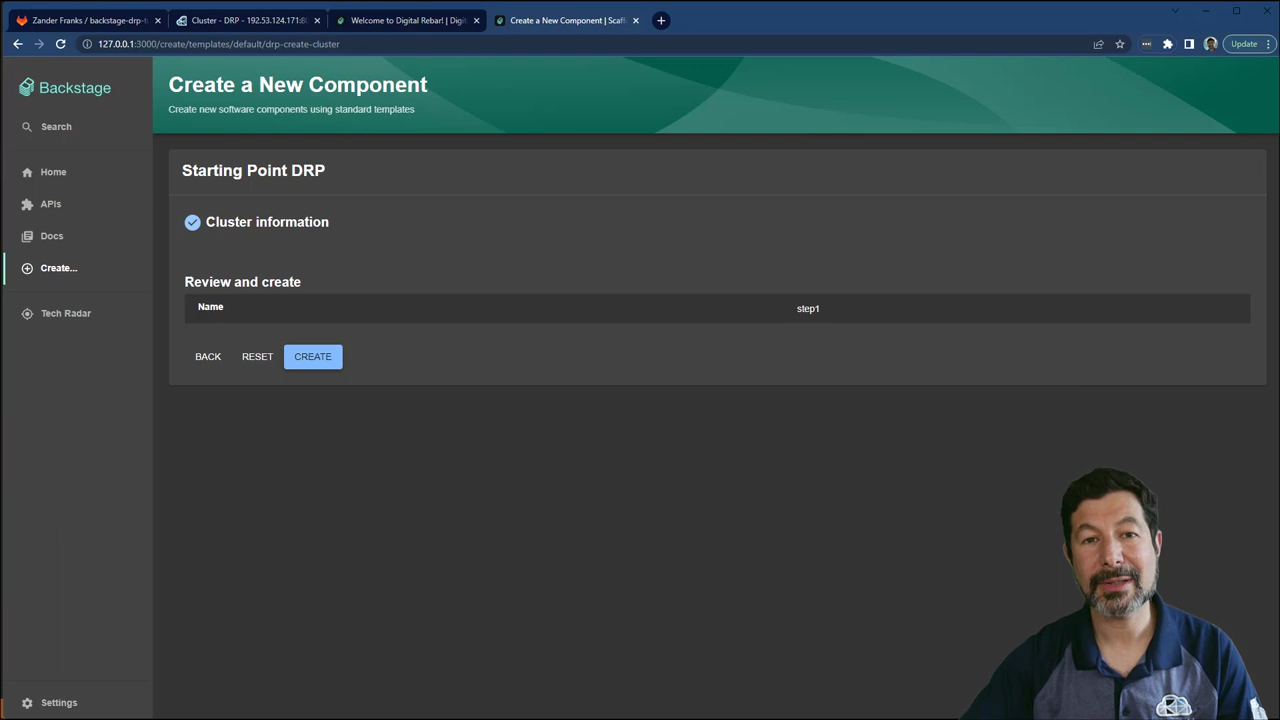 Zander Franks / backstage-drp-t
Cluster - DRP - 192.53.124.171:8
Welcome to Digital Rebar! | Digi
Create a New Component | Scaff
127.0.0.1:3000/create/templates/default/drp-create-cluster
Update
Backstage
Search
Home
APIs
Docs
Create...
Tech Radar
Settings
Create a New Component
Create new software components using standard templates
Starting Point DRP
Cluster information
Review and create
Name step1
BACK RESET CREATE